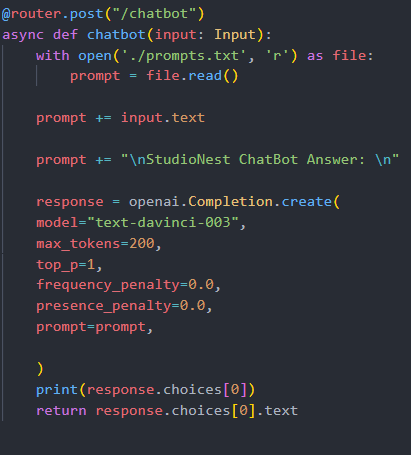 @router.post("/chatbot")
async def chatbot(input: Input):
    with open('./prompts.txt', 'r') as file:
        prompt = file.read()
    prompt += input.text
    prompt += "\nStudioNest ChatBot Answer: \n"
    response = openai.Completion.create(
    model="text-davinci-003",
    max_tokens=200,
    top_p=1,
    frequency_penalty=0.0,
    presence_penalty=0.0,
    prompt=prompt,
    )
    print(response.choices[0])
    return response.choices[0].text